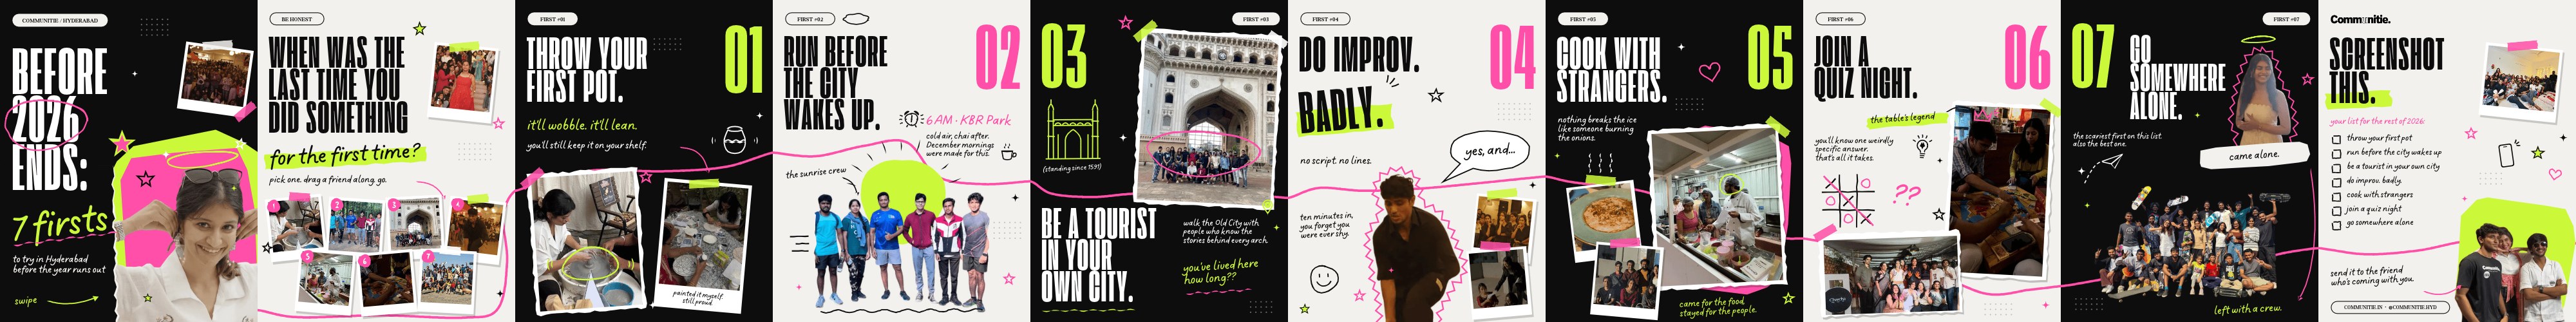 COMMUNITIE / HYDERABAD
BEFORE
2026
ENDS:
7 firsts
to try in Hyderabad
before the year runs out
swipe
BE HONEST
WHEN WAS THE
LAST TIME YOU
DID SOMETHING
for the first time?
pick one. drag a friend along. go.
1
2
3
4
5
6
7
FIRST #01
01
THROW YOUR
FIRST POT.
it'll wobble. it'll lean.
you'll still keep it on your shelf.
painted it myself.
still proud.
FIRST #02
02
RUN BEFORE
THE CITY
WAKES UP.
6 AM · KBR Park
cold air, chai after.
December mornings
were made for this.
the sunrise crew
FIRST #03
03
(standing since 1591)
BE A TOURIST
IN YOUR
OWN CITY.
walk the Old City with
people who know the
stories behind every arch.
you've lived here
how long??
FIRST #04
04
DO IMPROV.
BADLY.
no script. no lines.
yes, and...
ten minutes in,
you forget you
were ever shy.
FIRST #05
05
COOK WITH
STRANGERS.
nothing breaks the ice
like someone burning
the onions.
came for the food.
stayed for the people.
FIRST #06
06
JOIN A
QUIZ NIGHT.
the table's legend
you'll know one weirdly
specific answer.
that's all it takes.
??
FIRST #07
07
GO
SOMEWHERE
ALONE.
the scariest first on this list.
also the best one.
came alone.
left with a crew.
Communitie.
SCREENSHOT
THIS.
your list for the rest of 2026:
throw your first pot
run before the city wakes up
be a tourist in your own city
do improv. badly.
cook with strangers
join a quiz night
go somewhere alone
send it to the friend
who's coming with you.
COMMUNITIE.IN · @COMMUNITIE.HYD